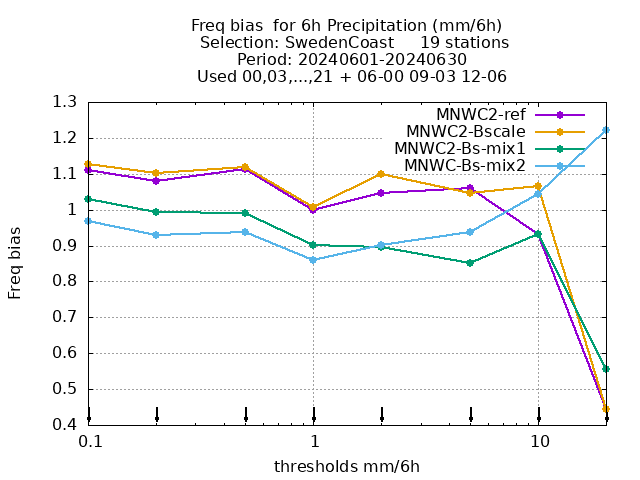 Freq bias  for 6h Precipitation (mm/6h)
Selection: SwedenCoast     19 stations
Period: 20240601-20240630
Used 00,03,...,21 + 06-00 09-03 12-06
MNWC2-ref
MNWC2-Bscale
MNWC2-Bs-mix1
MNWC-Bs-mix2
1.3
1.2
1.1
1
0.9
0.8
0.7
0.6
0.5
0.4
Freq bias
0.1 1 10
thresholds mm/6h